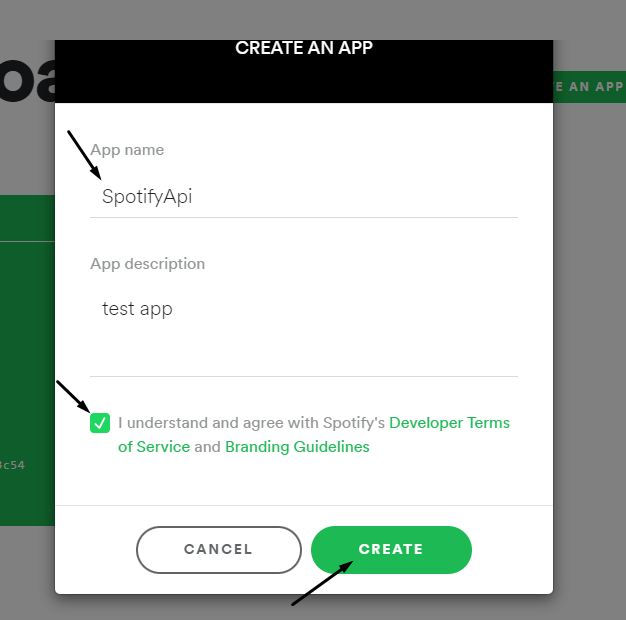 CREATE AN APP
E AN APP
App name
SpotifyApi
App description
test app
I understand and agree with Spotify's Developer Terms
of Service and Branding Guidelines
c54
CANCEL
CREATE